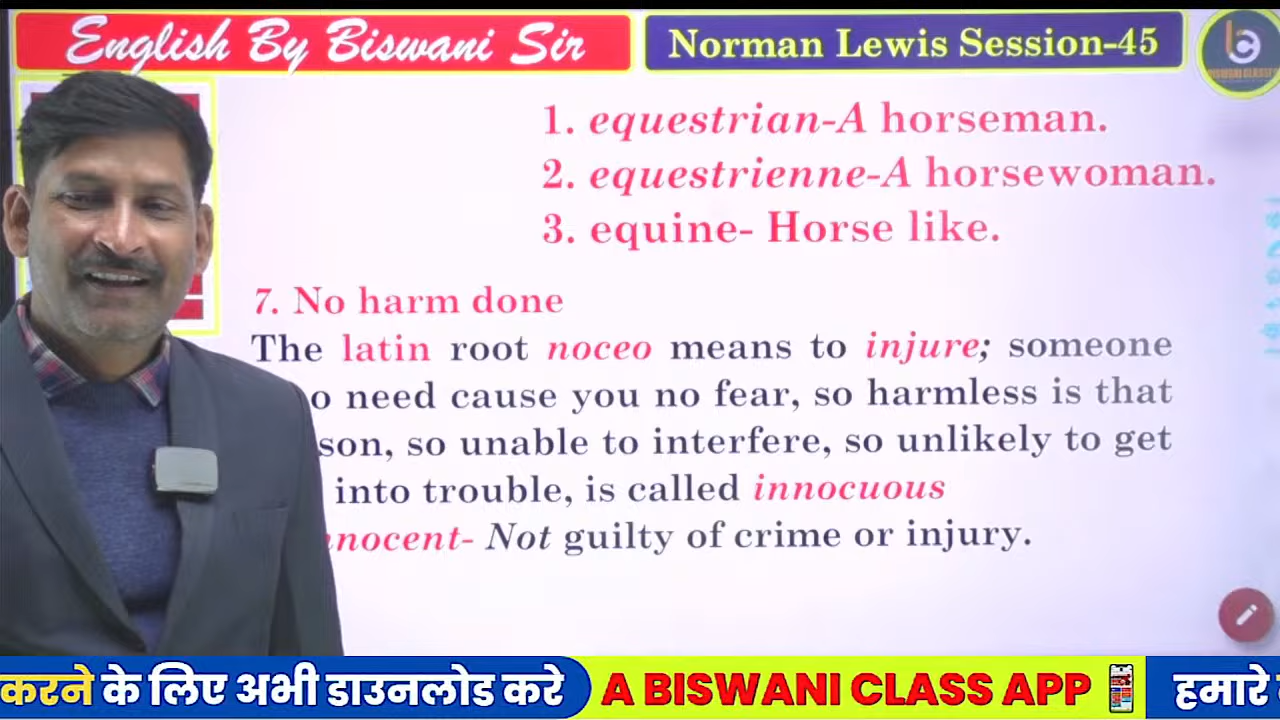 English By Biswani Sir
Norman Lewis Session-45
1. equestrian-A horseman.
2. equestrienne-A horsewoman.
3. equine- Horse like.
7. No harm done
The latin root noceo means to injure; someone
need cause you no fear, so harmless is that
so unable to interfere, so unlikely to get
into trouble, is called innocuous
Not guilty of crime or injury.
करने के लिए अभी डाउनलोड करे
A BISWANI CLASS APP
हमारे